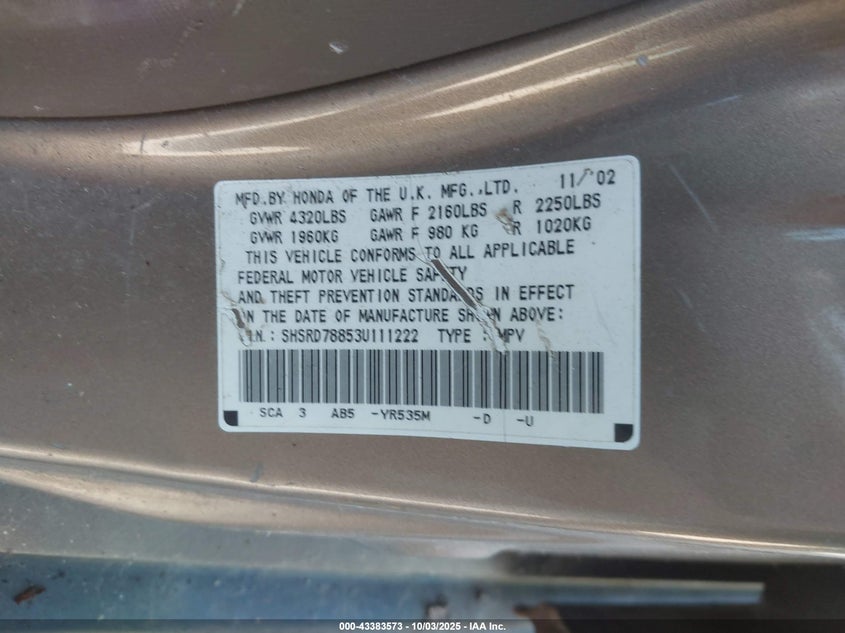 MFD.BY HONDA OF THE U.K. MFG.,LTD. 11/ 02
GVWR 4320LBS GAWR F 2160LBS R 2250LBS
GVWR 1960KG GAWR F 980 KG R 1020KG
THIS VEHICLE CONFORMS TO ALL APPLICABLE
FEDERAL MOTOR VEHICLE SAFETY
AND THEFT PREVENTION STANDARDS IN EFFECT
ON THE DATE OF MANUFACTURE SHOWN ABOVE:
V.I.N.: SHSRD78853U111222 TYPE : MPV
SCA 3 AB5 -YR535M -D -U
000-43383573 - 10/03/2025 - IAA Inc.